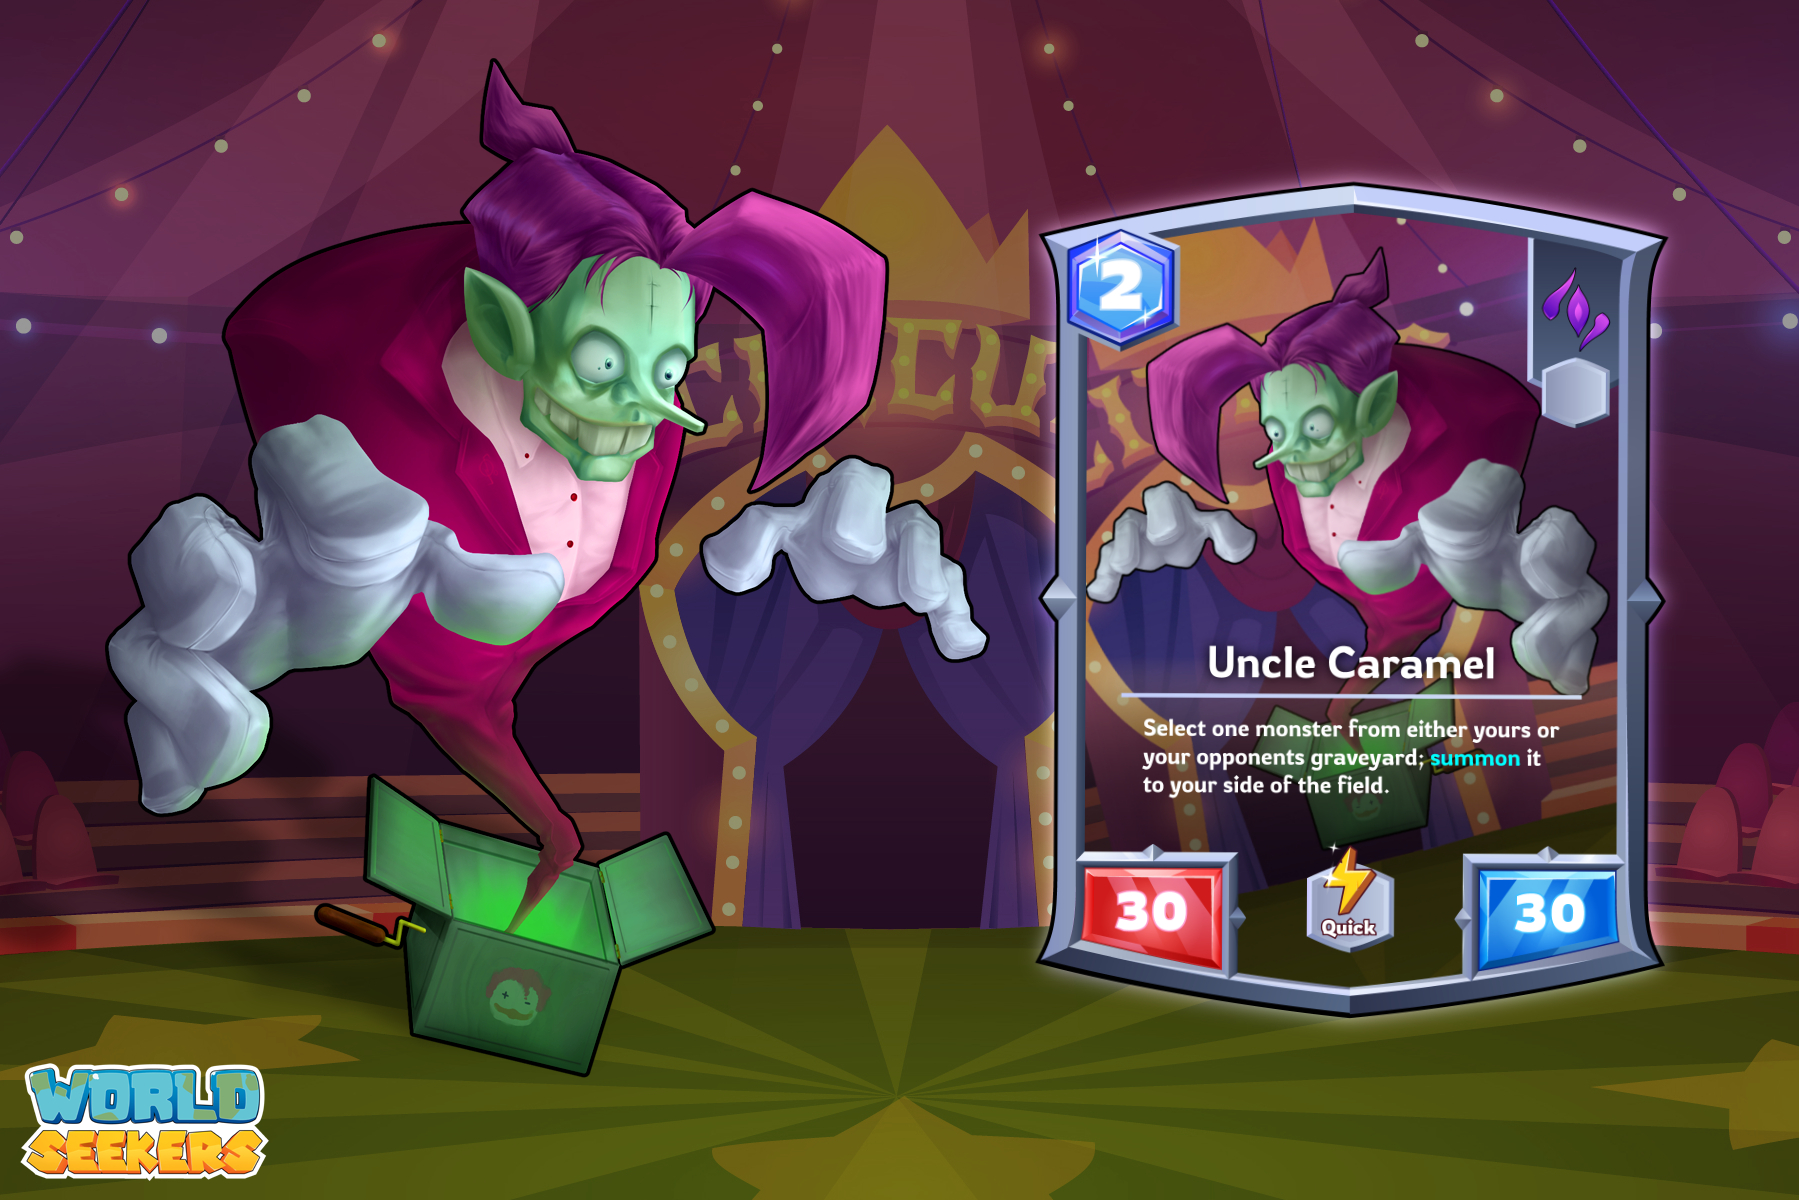 CIRCUS
2
Uncle Caramel
Select one monster from either yours or
your opponents graveyard; summon it
to your side of the field.
30
Quick
30
WORLD
SEEKERS